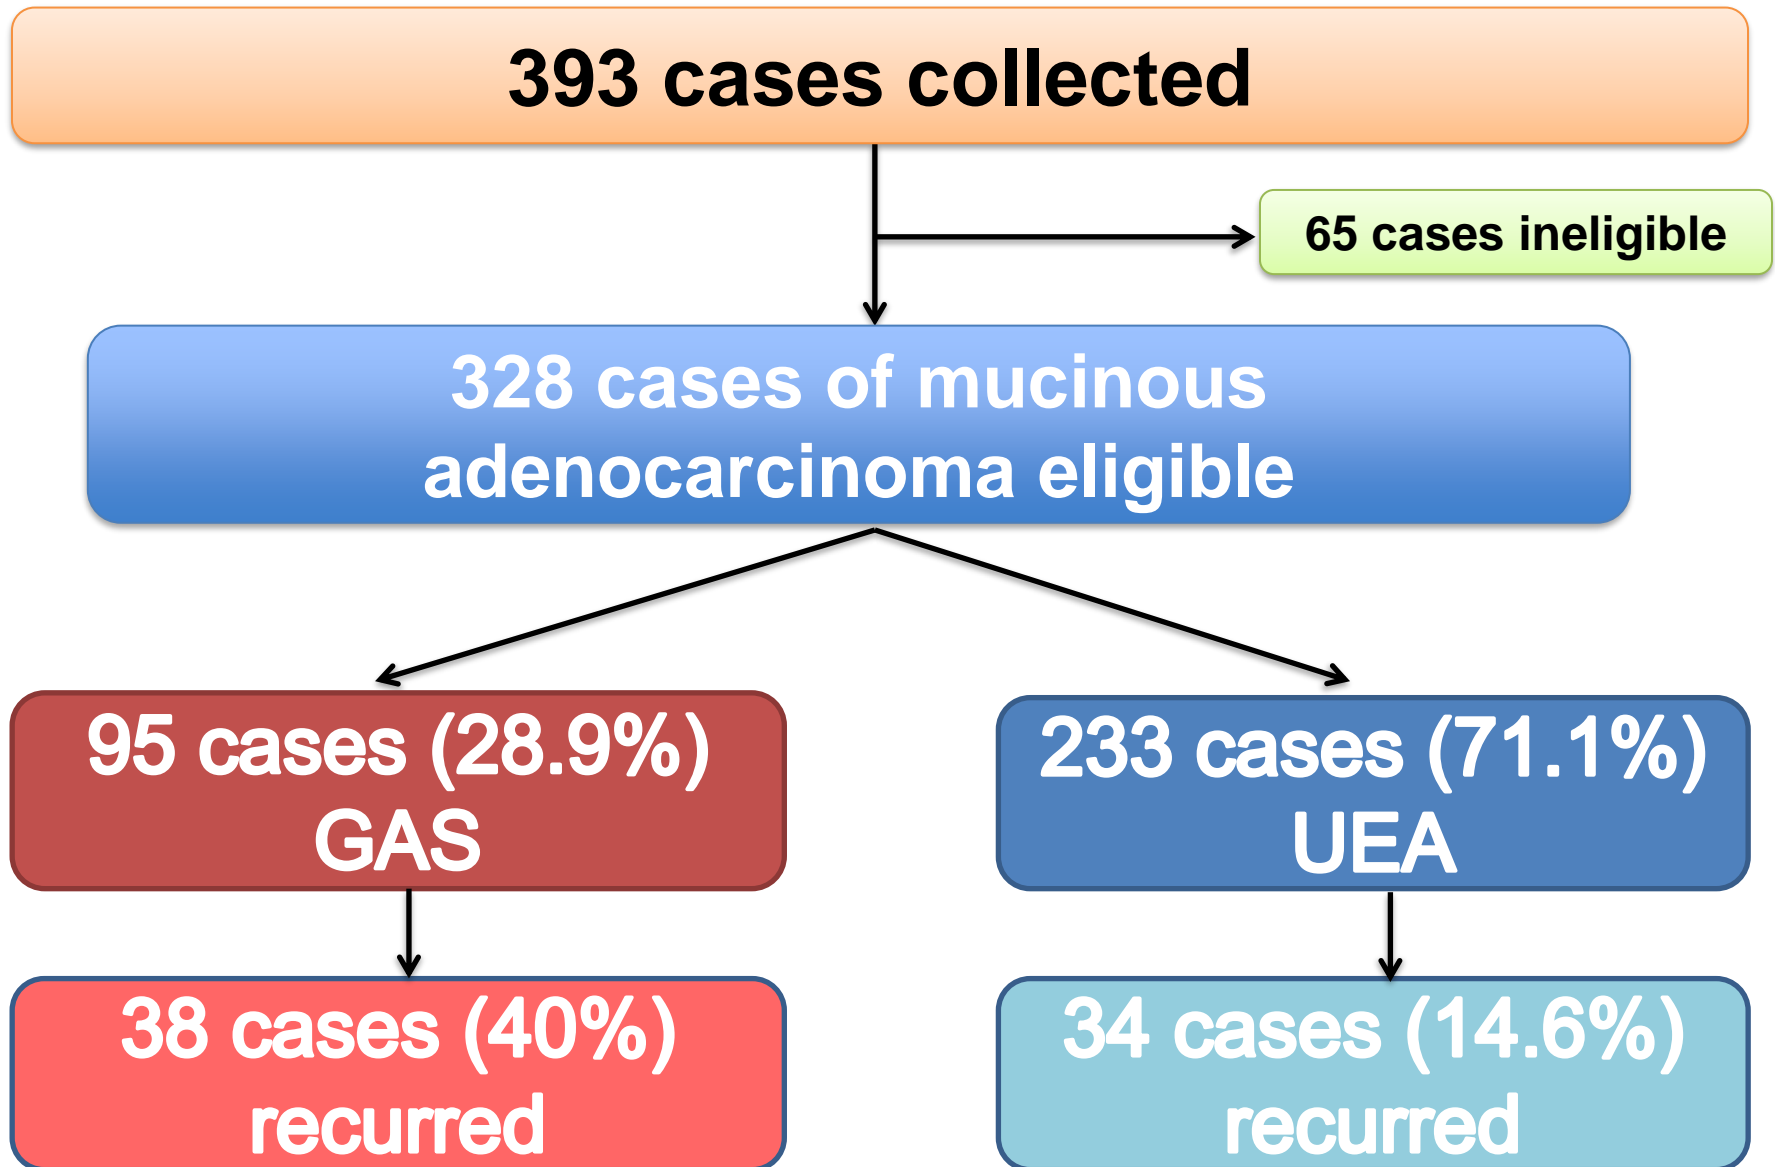 393 cases collected
65 cases ineligible
328 cases of mucinous
adenocarcinoma eligible
95 cases (28.9%)
GAS
233 cases (71.1%)
UEA
38 cases (40%)
recurred
34 cases (14.6%)
recurred